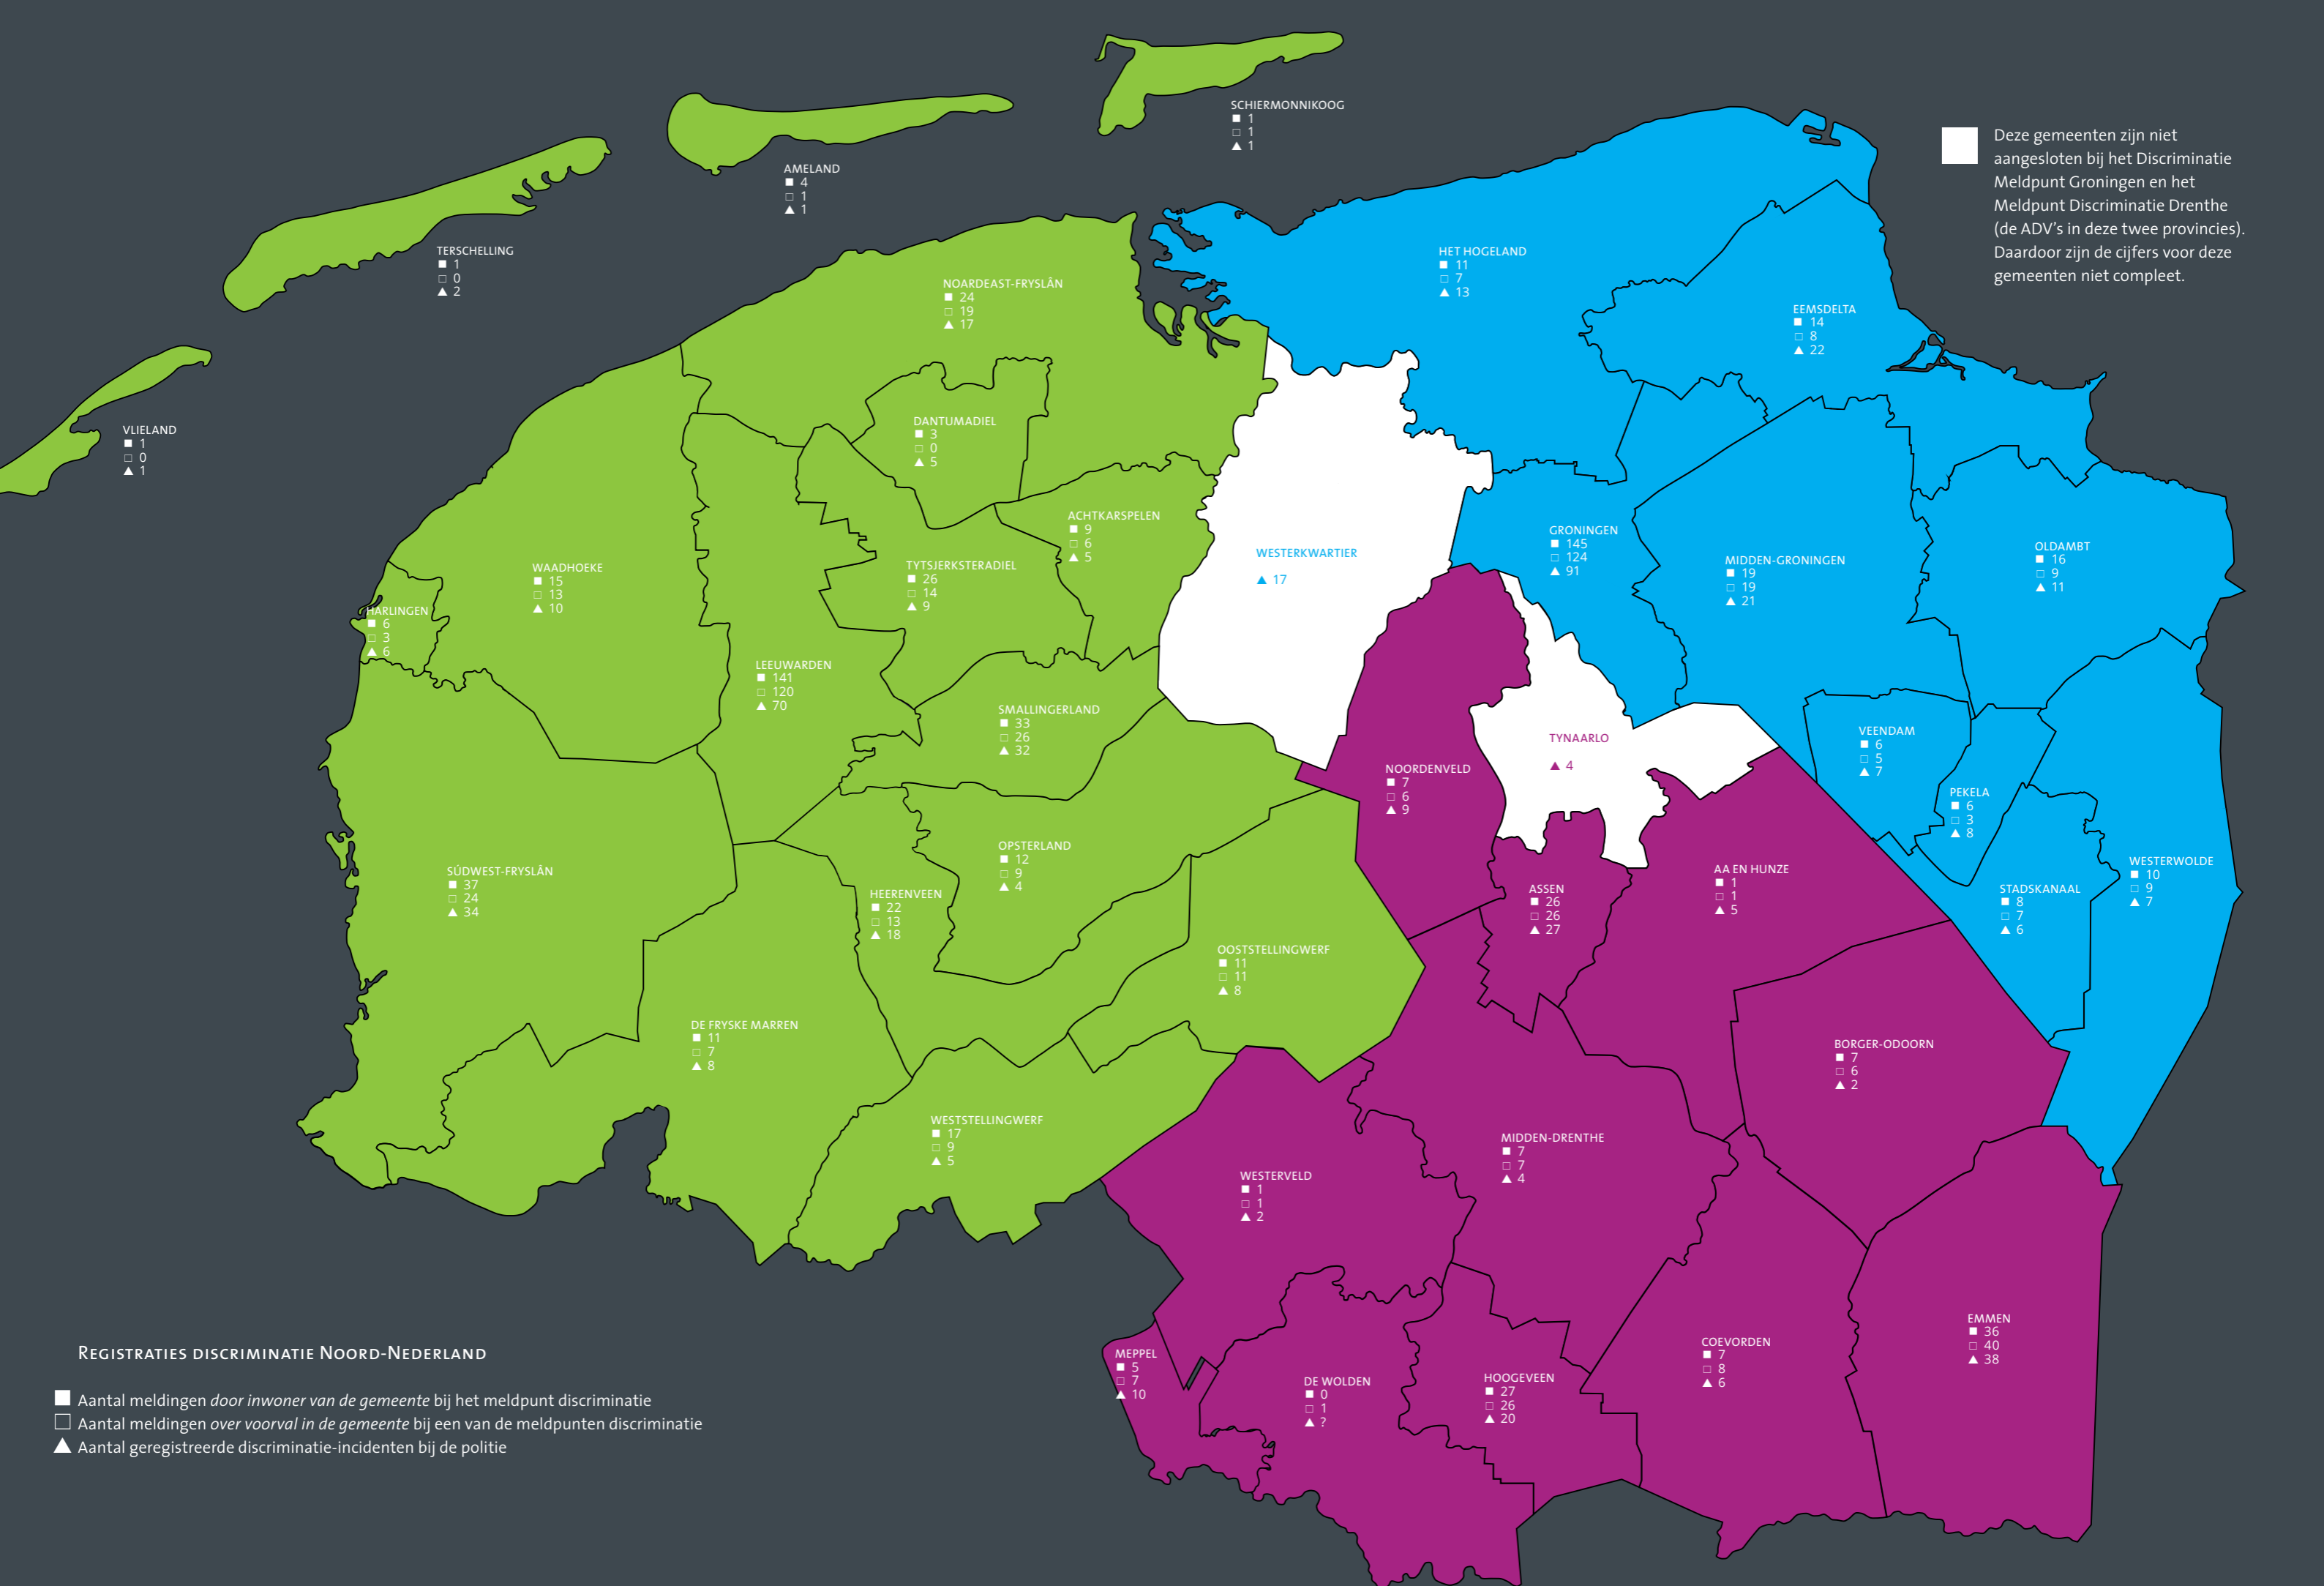 SCHIERMONNIKOOG
■ 1
□ 1
▲ 1
AMELAND
■ 4
□ 1
▲ 1
TERSCHELLING
■ 1
□ 0
▲ 2
VLIELAND
■ 1
□ 0
▲ 1
Deze gemeenten zijn niet
aangesloten bij het Discriminatie
Meldpunt Groningen en het
Meldpunt Discriminatie Drenthe
(de ADV's in deze twee provincies).
Daardoor zijn de cijfers voor deze
gemeenten niet compleet.
NOARDEAST-FRYSLÂN
■ 24
□ 19
▲ 17
HET HOGELAND
■ 11
□ 7
▲ 13
EEMSDELTA
■ 14
□ 8
▲ 22
DANTUMADIEL
■ 3
□ 0
▲ 5
ACHTKARSPELEN
■ 9
□ 6
▲ 5
WESTERKWARTIER
▲ 17
GRONINGEN
■ 145
□ 124
▲ 91
MIDDEN-GRONINGEN
■ 19
□ 19
▲ 21
OLDAMBT
■ 16
□ 9
▲ 11
WAADHOEKE
■ 15
□ 13
▲ 10
TYTSJERKSTERADIEL
■ 26
□ 14
▲ 9
HARLINGEN
■ 6
□ 3
▲ 6
LEEUWARDEN
■ 141
□ 120
▲ 70
SMALLINGERLAND
■ 33
□ 26
▲ 32
TYNAARLO
▲ 4
NOORDENVELD
■ 7
□ 6
▲ 9
VEENDAM
■ 6
□ 5
▲ 7
PEKELA
■ 6
□ 3
▲ 8
SÚDWEST-FRYSLÂN
■ 37
□ 24
▲ 34
OPSTERLAND
■ 12
□ 9
▲ 4
HEERENVEEN
■ 22
□ 13
▲ 18
ASSEN
■ 26
□ 26
▲ 27
AA EN HUNZE
■ 1
□ 1
▲ 5
STADSKANAAL
■ 8
□ 7
▲ 6
WESTERWOLDE
■ 10
□ 9
▲ 7
OOSTSTELLINGWERF
■ 11
□ 11
▲ 8
DE FRYSKE MARREN
■ 11
□ 7
▲ 8
BORGER-ODOORN
■ 7
□ 6
▲ 2
WESTSTELLINGWERF
■ 17
□ 9
▲ 5
WESTERVELD
■ 1
□ 1
▲ 2
MIDDEN-DRENTHE
■ 7
□ 7
▲ 4
MEPPEL
■ 5
□ 7
▲ 10
DE WOLDEN
■ 0
□ 1
▲ ?
HOOGEVEEN
■ 27
□ 26
▲ 20
COEVORDEN
■ 7
□ 8
▲ 6
EMMEN
■ 36
□ 40
▲ 38
REGISTRATIES DISCRIMINATIE NOORD-NEDERLAND
■ Aantal meldingen door inwoner van de gemeente bij het meldpunt discriminatie
□ Aantal meldingen over voorval in de gemeente bij een van de meldpunten discriminatie
▲ Aantal geregistreerde discriminatie-incidenten bij de politie